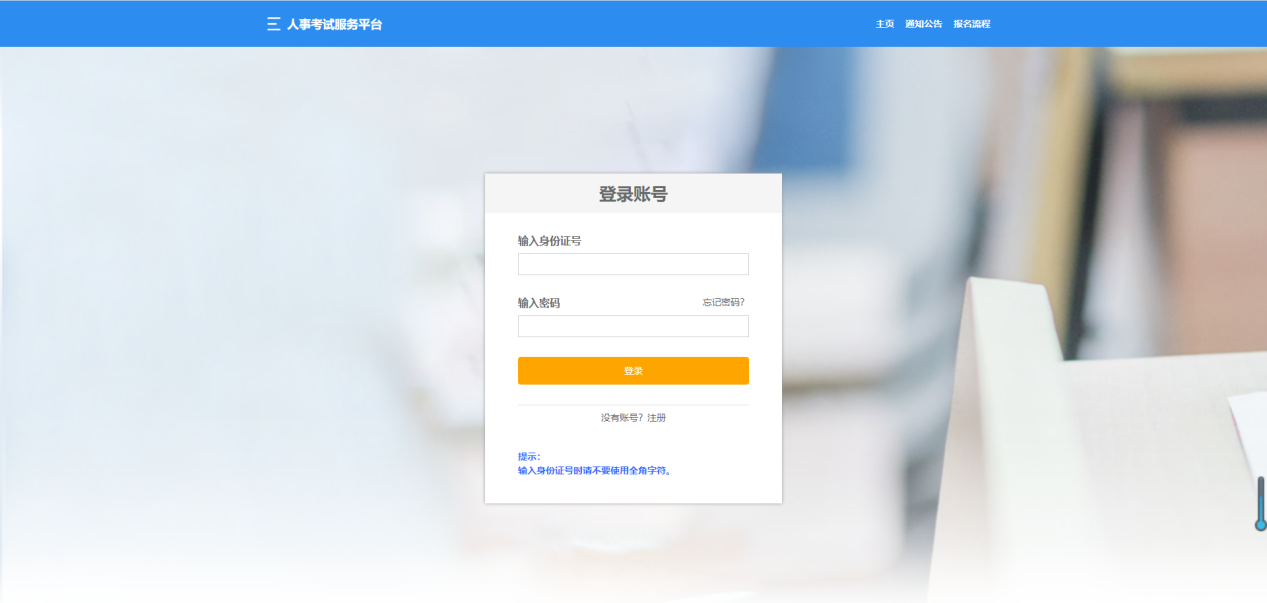 人事考试服务平台
主页 通知公告 报名流程
登录账号
输入身份证号
输入密码 忘记密码?
登录
没有账号? 注册
提示:
输入身份证号时请不要使用全角字符。